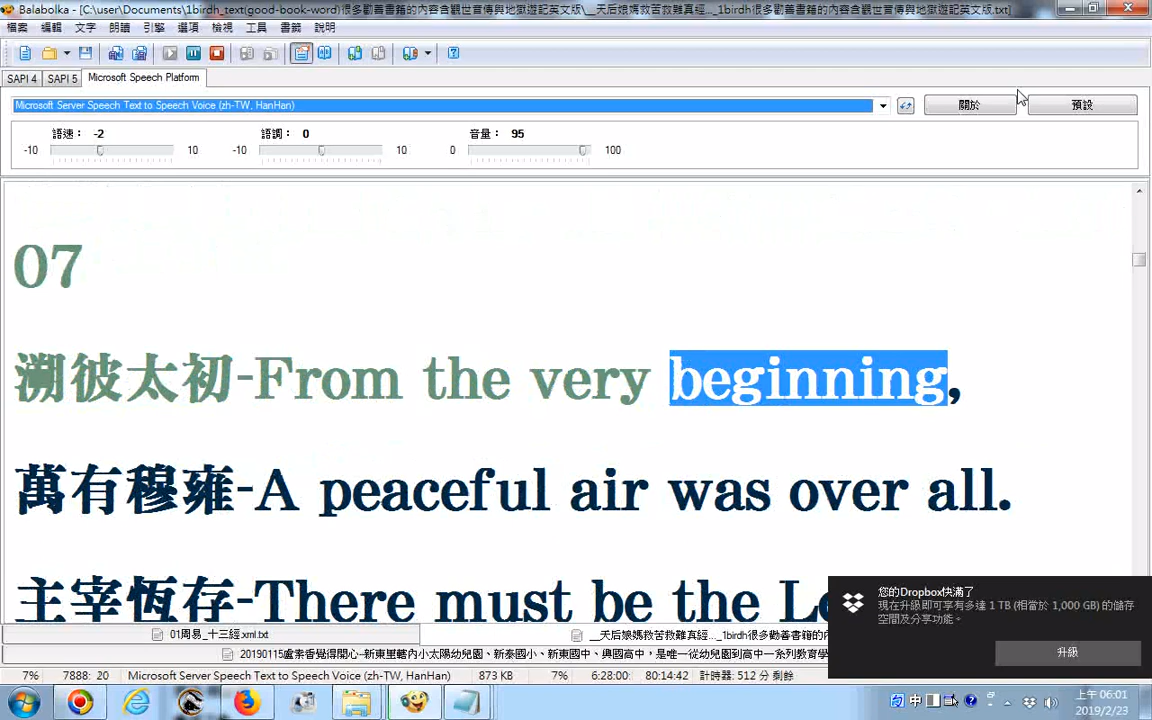 Balabolka - [C:\user\Documents\1birdh_text(good-book-word)很多勸善書籍的內容含觀世音傳與地獄遊記英文版\__天后娘媽救苦救難真經..._1birdh很多勸善書籍的內容含觀世音傳與地獄遊記英文版.txt]
檔案 編輯 文字 朗讀 引擎 選項 檢視 工具 書籤 說明
SAPI 4 SAPI 5 Microsoft Speech Platform
Microsoft Server Speech Text to Speech Voice (zh-TW, HanHan) 關於 預設
語速： -2 語調： 0 音量： 95
-10 10 -10 10 0 100
07
溯彼太初-From the very beginning,
萬有穆雍-A peaceful air was over all.
主宰恆存-There must be the Lo
您的Dropbox快滿了
現在升級即可享有多達 1 TB (相當於 1,000 GB) 的儲存
空間及分享功能。
升級
01周易_十三經.xml.txt __天后娘媽救苦救難真經..._1birdh很多勸善書籍的內
20190115盧素香覺得開心-新東里轄內小太陽幼兒園、新泰國小、新東國中、興國高中，是唯一從幼兒園到高中一系列教育學
7% 7888: 20 Microsoft Server Speech Text to Speech Voice (zh-TW, HanHan) 873 KB 7% 6:28:00 80:14:42 計時器: 512 分 剩餘
中 上午 06:01
2019/2/23